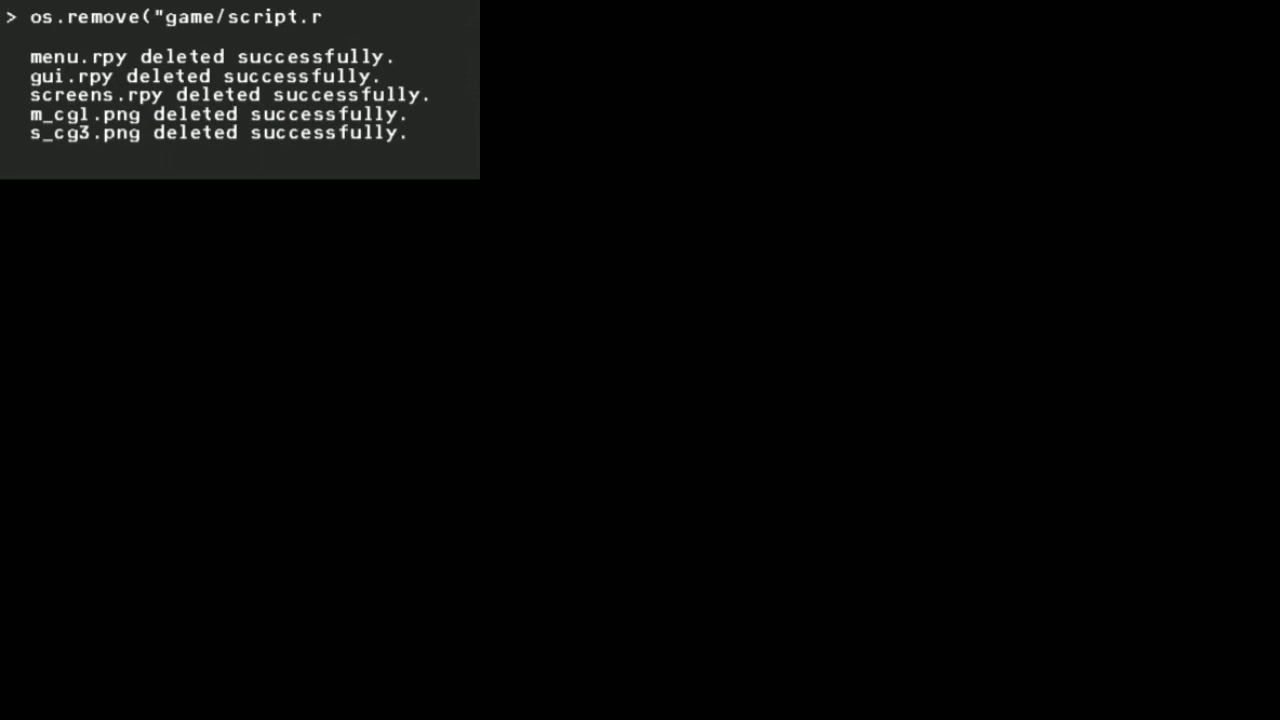 > os.remove("game/script.r
menu.rpy deleted successfully.
gui.rpy deleted successfully.
screens.rpy deleted successfully.
m_cg1.png deleted successfully.
s_cg3.png deleted successfully.